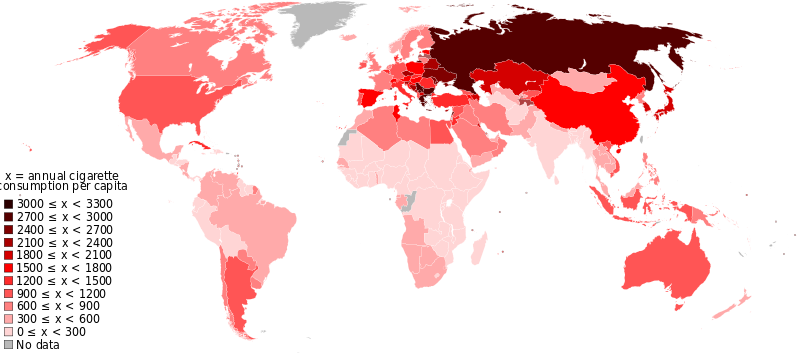 x = annual cigarette
consumption per capita
3000 ≤ x < 3300
2700 ≤ x < 3000
2400 ≤ x < 2700
2100 ≤ x < 2400
1800 ≤ x < 2100
1500 ≤ x < 1800
1200 ≤ x < 1500
900 ≤ x < 1200
600 ≤ x < 900
300 ≤ x < 600
0 ≤ x < 300
No data